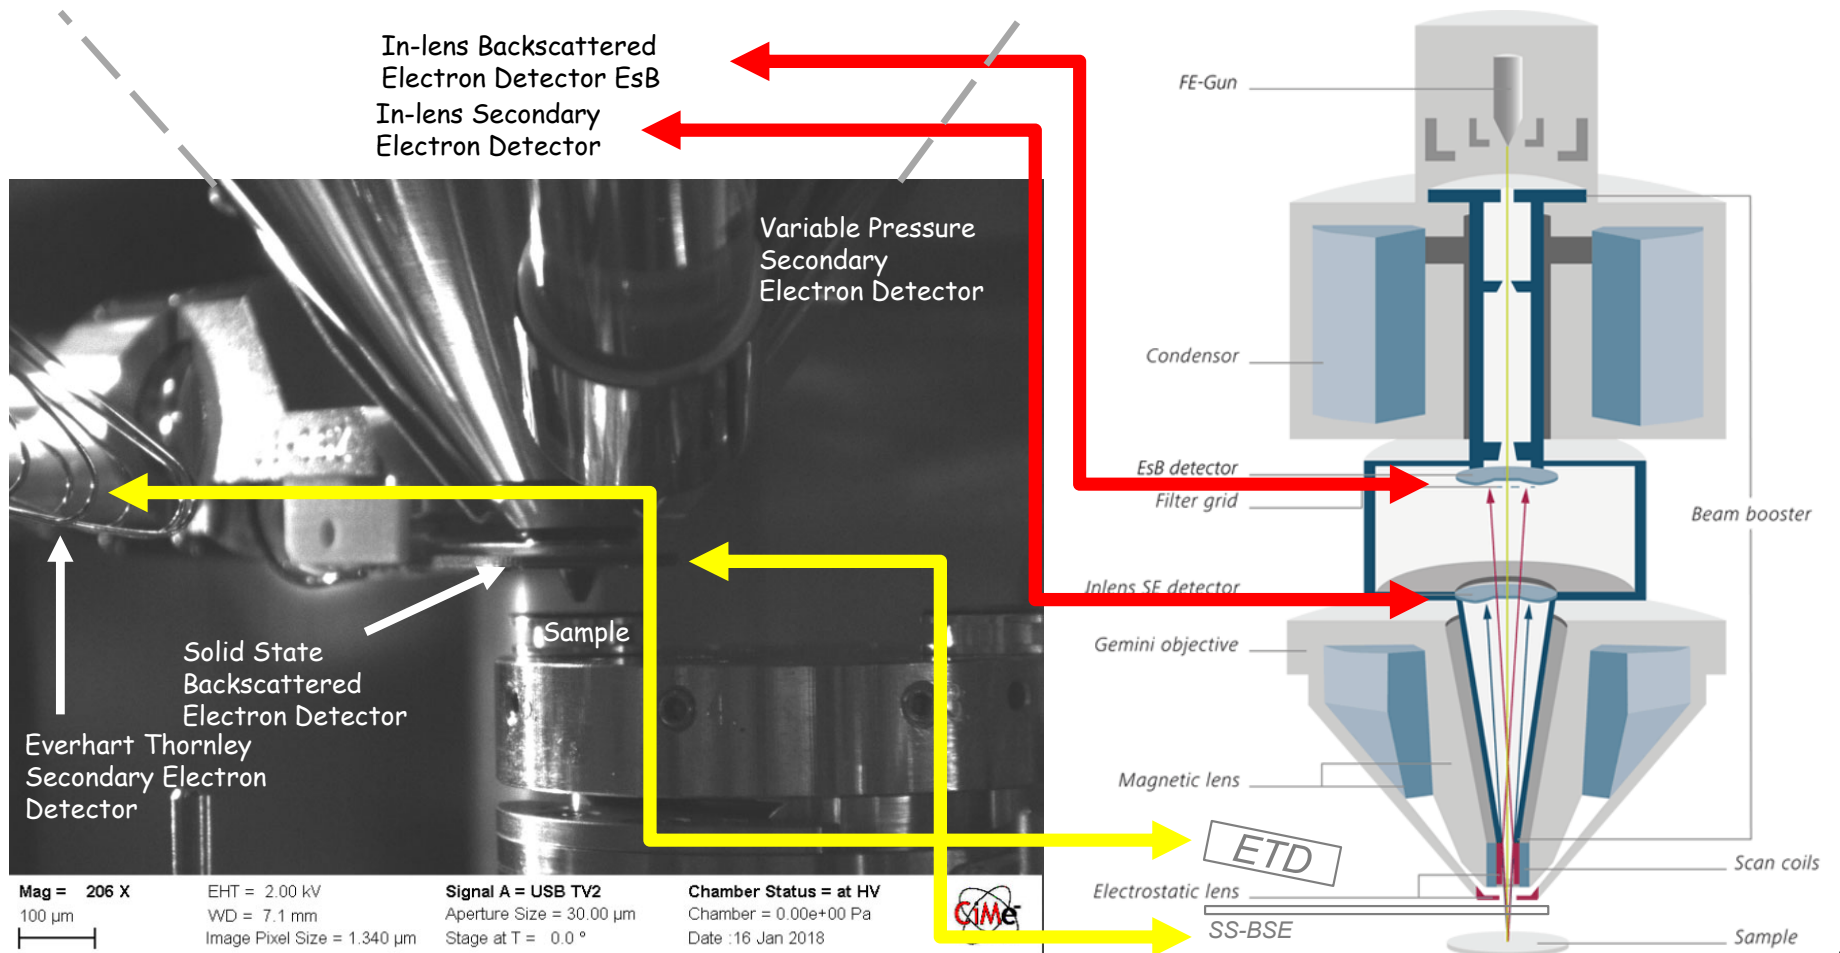 In-lens Backscattered
Electron Detector EsB
In-lens Secondary
Electron Detector
Variable Pressure
Secondary
Electron Detector
Sample
Solid State
Backscattered
Electron Detector
Everhart Thornley
Secondary Electron
Detector
Mag = 206 X
100 µm
EHT = 2.00 kV
WD = 7.1 mm
Image Pixel Size = 1.340 µm
Signal A = USB TV2
Aperture Size = 30.00 µm
Stage at T = 0.0 °
Chamber Status = at HV
Chamber = 0.00e+00 Pa
Date :16 Jan 2018
CiMe
FE-Gun
Condensor
EsB detector
Filter grid
Beam booster
Inlens SE detector
Gemini objective
Magnetic lens
ETD
Scan coils
Electrostatic lens
SS-BSE
Sample